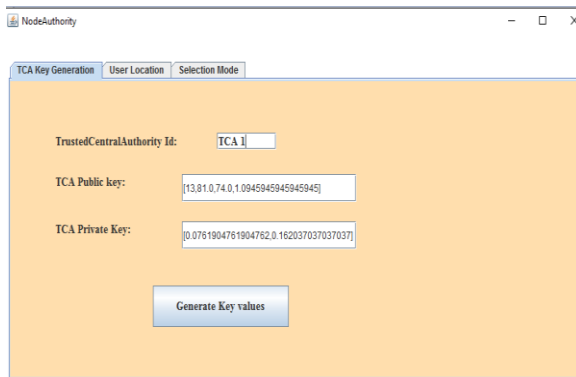 NodeAuthority
TCA Key Generation User Location Selection Mode
TrustedCentralAuthority Id: TCA 1
TCA Public key: [13,81.0,74.0,1.0945945945945945]
TCA Private Key: [0.0761904761904762,0.162037037037037]
Generate Key values